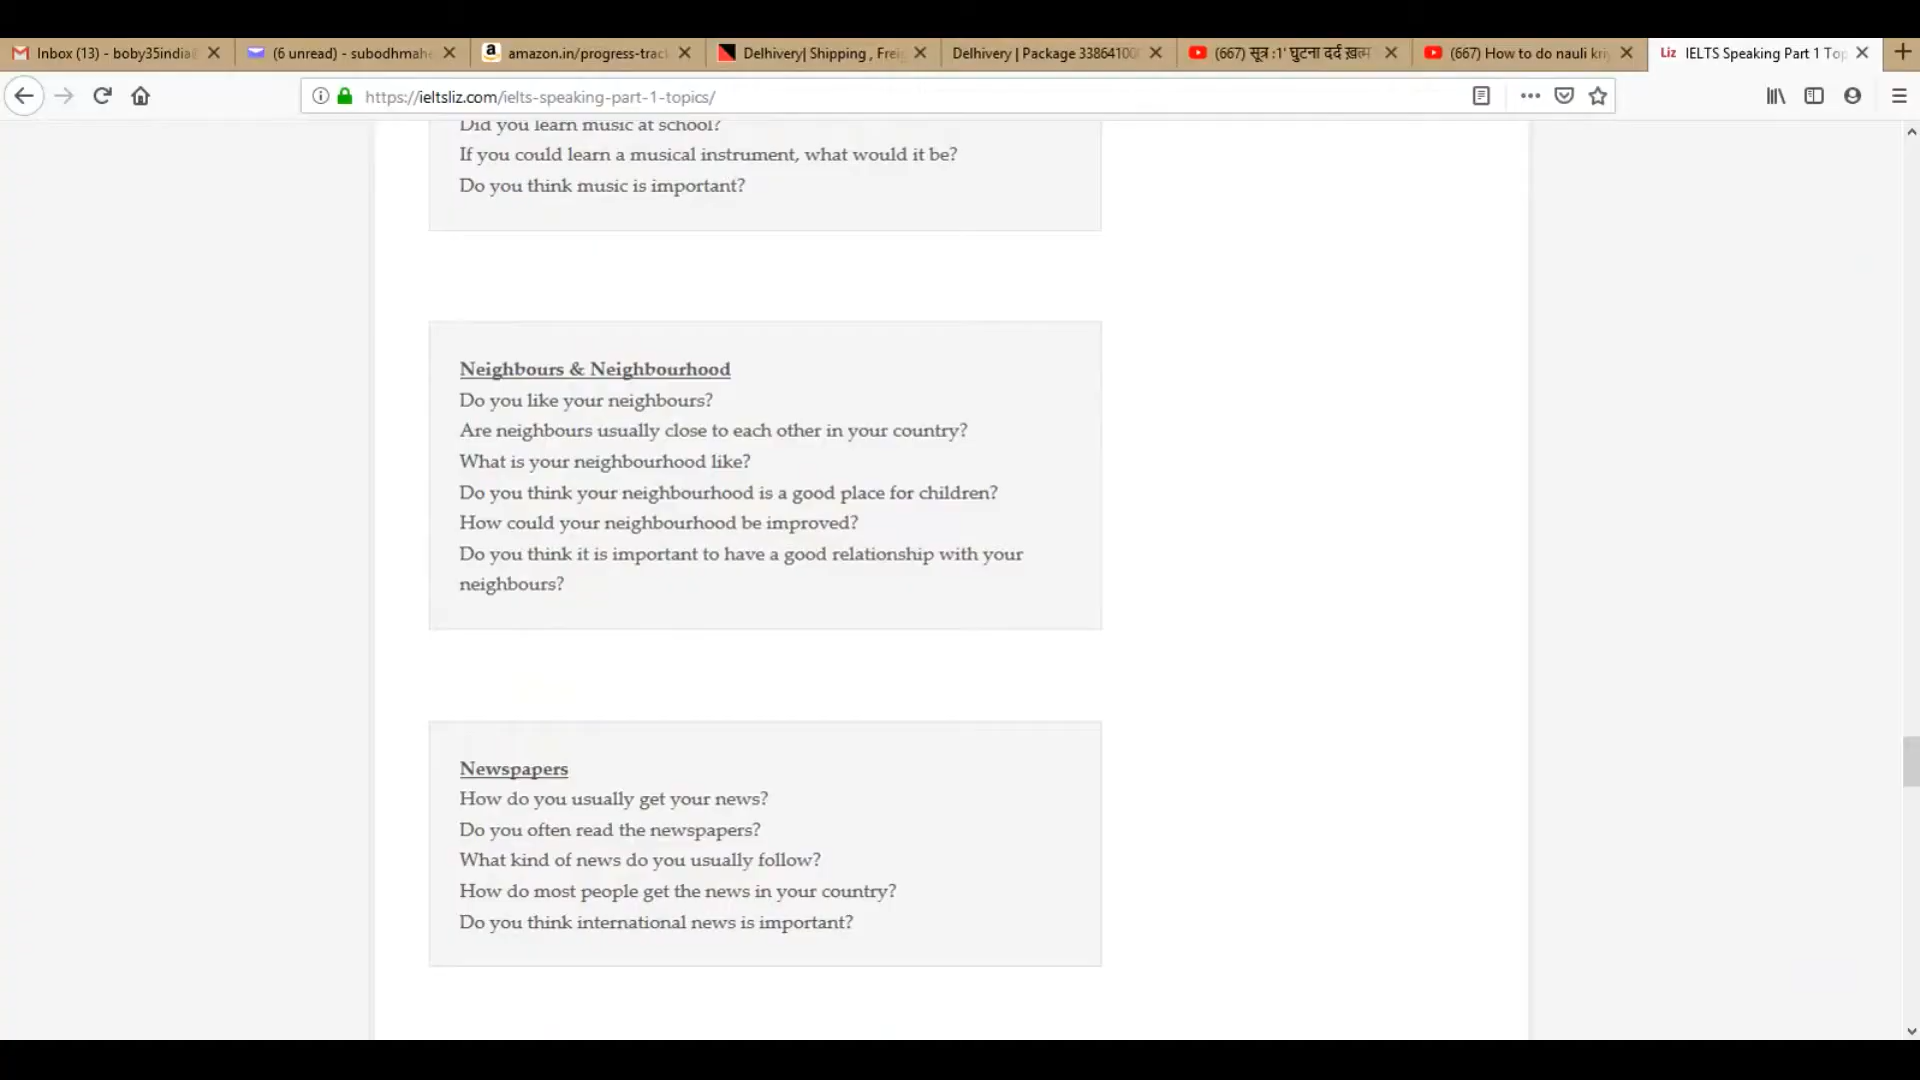 Inbox (13) - boby35india
(6 unread) - subodhmahe
amazon.in/progress-trac
Delhivery| Shipping , Frei
Delhivery | Package 33864100
(667) सूत्र :1' घुटना दर्द ख़त्म
(667) How to do nauli kri
Liz IELTS Speaking Part 1 Top
https://ieltsliz.com/ielts-speaking-part-1-topics/
Did you learn music at school?
If you could learn a musical instrument, what would it be?
Do you think music is important?
Neighbours & Neighbourhood
Do you like your neighbours?
Are neighbours usually close to each other in your country?
What is your neighbourhood like?
Do you think your neighbourhood is a good place for children?
How could your neighbourhood be improved?
Do you think it is important to have a good relationship with your
neighbours?
Newspapers
How do you usually get your news?
Do you often read the newspapers?
What kind of news do you usually follow?
How do most people get the news in your country?
Do you think international news is important?